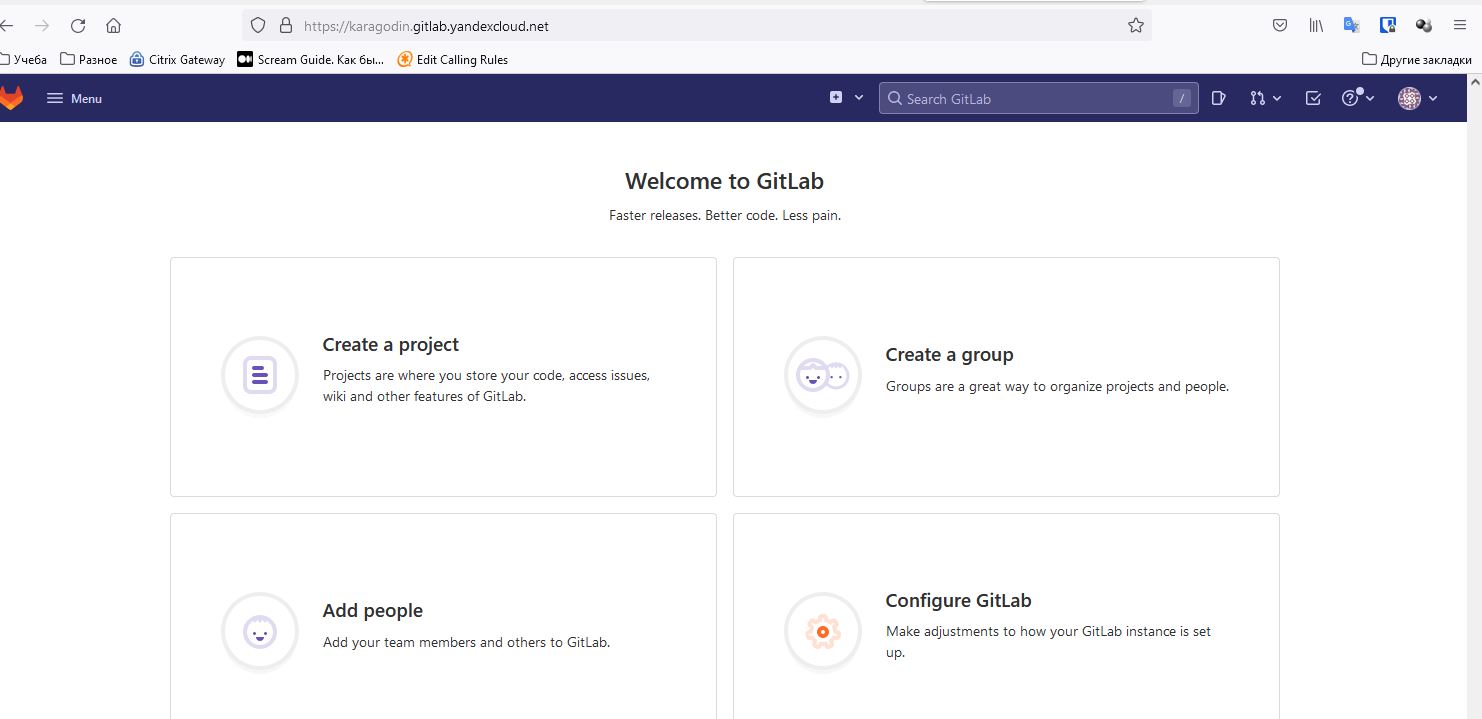 https://karagodin.gitlab.yandexcloud.net
Учеба Разное Citrix Gateway Scream Guide. Как бы... Edit Calling Rules Другие закладки
Menu Search GitLab /
Welcome to GitLab
Faster releases. Better code. Less pain.
Create a project
Projects are where you store your code, access issues,
wiki and other features of GitLab.
Create a group
Groups are a great way to organize projects and people.
Add people
Add your team members and others to GitLab.
Configure GitLab
Make adjustments to how your GitLab instance is set
up.